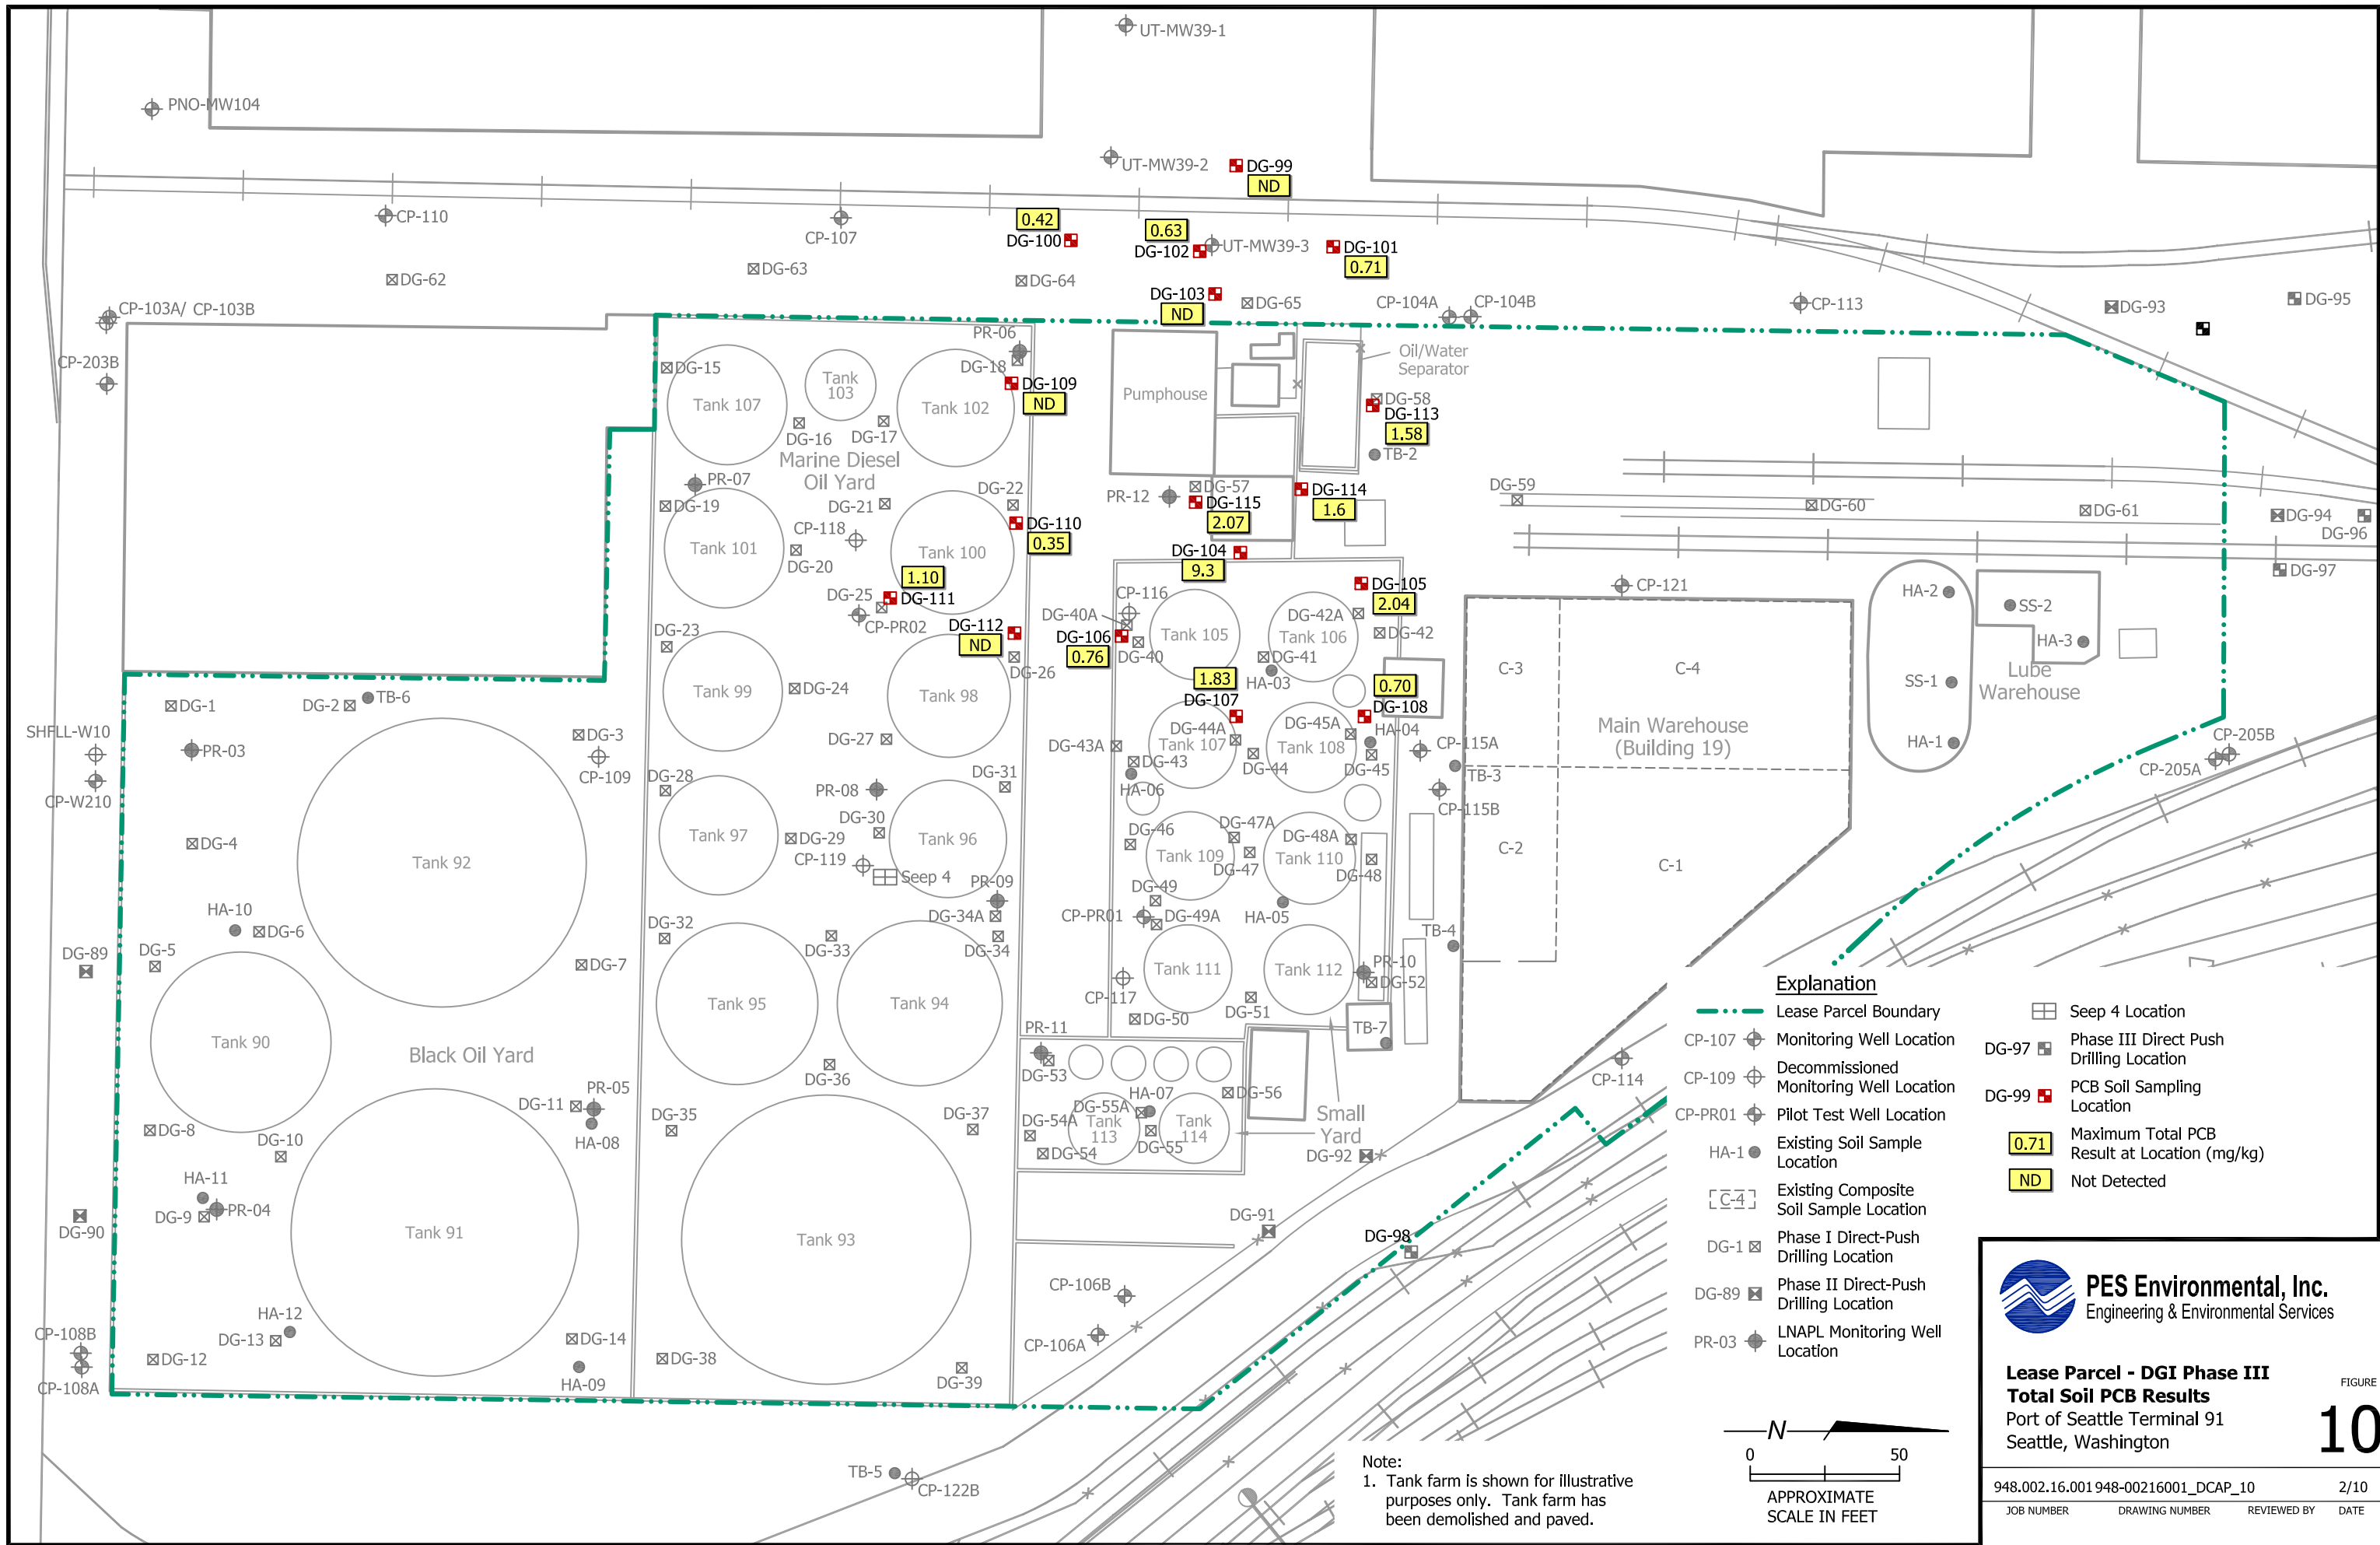 UT-MW39-1
PNO-MW104
UT-MW39-2
DG-99
ND
CP-110
CP-107
0.42
DG-100
0.63
DG-102
UT-MW39-3
DG-101
0.71
DG-62
DG-63
DG-64
DG-103
ND
DG-65
CP-104A
CP-104B
CP-113
DG-93
DG-95
CP-103A/ CP-103B
CP-203B
PR-06
DG-15
DG-18
Tank 107
Tank
103
Tank 102
DG-109
ND
Pumphouse
Oil/Water
Separator
DG-58
DG-113
1.58
TB-2
DG-16
DG-17
Marine Diesel
Oil Yard
PR-07
DG-19
DG-21
DG-22
PR-12
DG-57
DG-115
2.07
DG-114
1.6
DG-59
DG-60
DG-61
DG-94
DG-96
DG-97
CP-118
Tank 101
Tank 100
DG-110
0.35
DG-20
DG-104
9.3
1.10
DG-25
DG-111
CP-PR02
DG-112
ND
DG-105
2.04
CP-116
DG-40A
DG-106
0.76
DG-40
Tank 105
DG-42A
Tank 106
DG-42
DG-41
HA-03
CP-121
HA-2
SS-2
HA-3
Lube
Warehouse
SS-1
HA-1
DG-23
DG-26
Tank 99
DG-24
Tank 98
1.83
DG-107
0.70
DG-108
C-3
C-4
Main Warehouse
(Building 19)
DG-1
DG-2
TB-6
SHFLL-W10
PR-03
DG-3
CP-109
CP-W210
DG-27
DG-43A
DG-44A
Tank 107
DG-45A
Tank 108
HA-04
DG-43
DG-44
DG-45
CP-115A
TB-3
CP-115B
HA-06
CP-205B
CP-205A
DG-28
PR-08
DG-31
DG-30
DG-4
Tank 92
Tank 97
DG-29
CP-119
Tank 96
Seep 4
DG-46
DG-47A
DG-48A
Tank 109
Tank 110
DG-47
DG-48
C-2
C-1
PR-09
DG-34A
DG-49
CP-PR01
DG-49A
HA-05
TB-4
HA-10
DG-6
DG-89
DG-5
DG-7
DG-32
DG-33
DG-34
Tank 111
Tank 112
PR-10
DG-52
CP-117
DG-50
DG-51
TB-7
Tank 95
Tank 94
Tank 90
Black Oil Yard
PR-11
DG-53
DG-36
PR-05
DG-11
HA-08
DG-35
DG-37
HA-07
DG-55A
DG-56
DG-54A
Tank
113
Tank
114
DG-54
DG-55
Small
Yard
DG-92
CP-114
DG-8
DG-10
HA-11
DG-9
PR-04
DG-90
Tank 91
Tank 93
DG-91
DG-98
CP-106B
CP-106A
HA-12
DG-13
CP-108B
DG-12
CP-108A
DG-14
HA-09
DG-38
DG-39
TB-5
CP-122B
Explanation
Lease Parcel Boundary
CP-107 Monitoring Well Location
CP-109 Decommissioned
Monitoring Well Location
CP-PR01 Pilot Test Well Location
HA-1 Existing Soil Sample
Location
C-4 Existing Composite
Soil Sample Location
DG-1 Phase I Direct-Push
Drilling Location
DG-89 Phase II Direct-Push
Drilling Location
PR-03 LNAPL Monitoring Well
Location
Seep 4 Location
DG-97 Phase III Direct Push
Drilling Location
DG-99 PCB Soil Sampling
Location
0.71 Maximum Total PCB
Result at Location (mg/kg)
ND Not Detected
Note:
1. Tank farm is shown for illustrative
purposes only. Tank farm has
been demolished and paved.
N
0 50
APPROXIMATE
SCALE IN FEET
PES Environmental, Inc.
Engineering & Environmental Services
Lease Parcel - DGI Phase III
Total Soil PCB Results
Port of Seattle Terminal 91
Seattle, Washington
FIGURE
10
948.002.16.001 948-00216001_DCAP_10 2/10
JOB NUMBER DRAWING NUMBER REVIEWED BY DATE